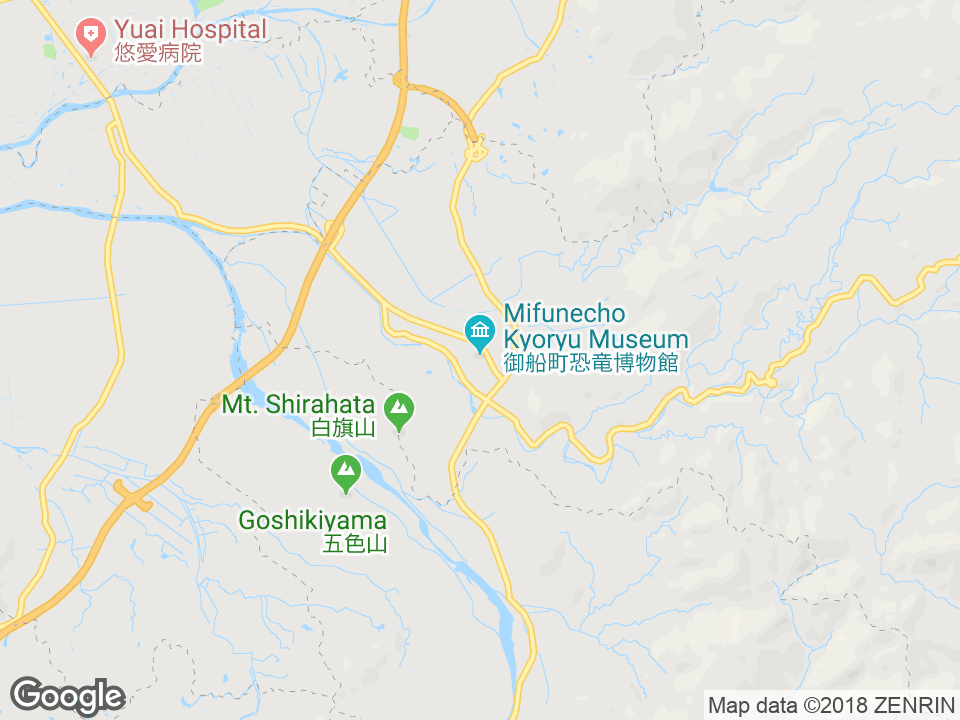 Yuai Hospital
悠愛病院
Mifunecho
Kyoryu Museum
御船町恐竜博物館
Mt. Shirahata
白旗山
Goshikiyama
五色山
Google
Map data ©2018 ZENRIN